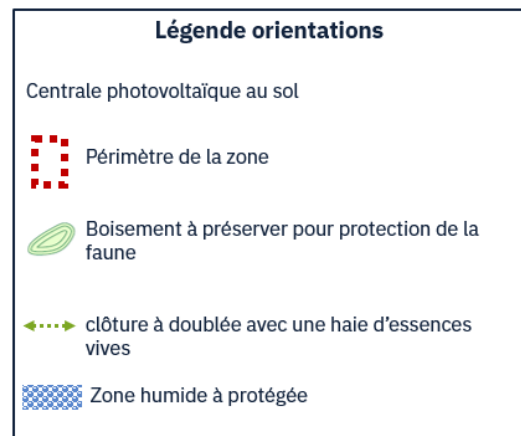 Légende orientations
Centrale photovoltaïque au sol
Périmètre de la zone
Boisement à préserver pour protection de la
faune
clôture à doublée avec une haie d'essences
vives
Zone humide à protégée